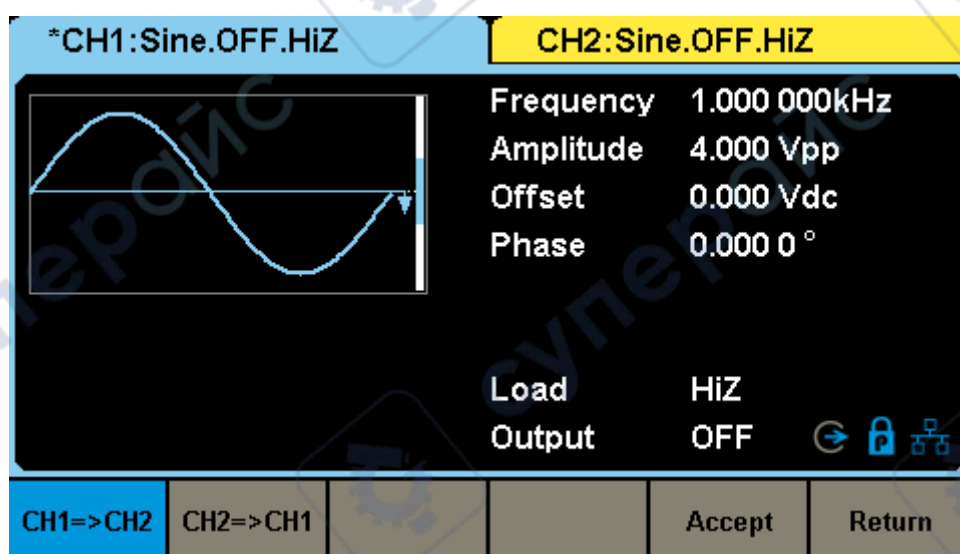 *CH1:Sine.OFF.HiZ
CH2:Sine.OFF.HiZ
Frequency 1.000 000kHz
Amplitude 4.000 Vpp
Offset 0.000 Vdc
Phase 0.000 0 °
Load HiZ
Output OFF
P
CH1=>CH2 CH2=>CH1 Accept Return
суперайс